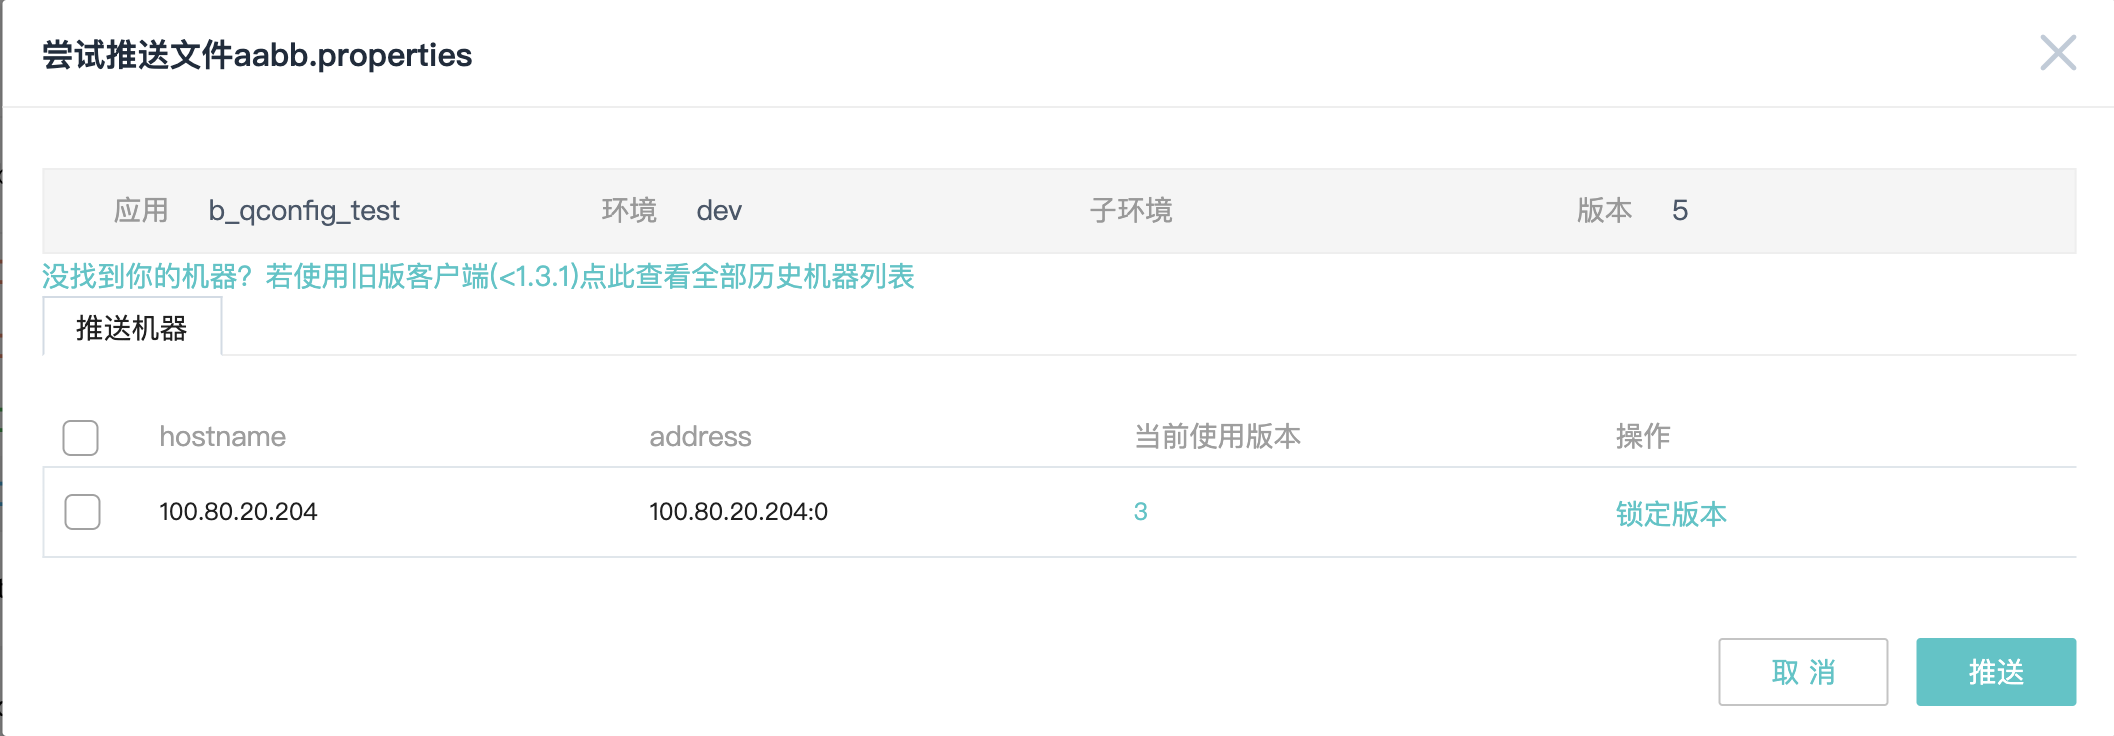 尝试推送文件aabb.properties
应用 b_qconfig_test 环境 dev 子环境 版本 5
没找到你的机器？若使用旧版客户端(<1.3.1)点此查看全部历史机器列表
推送机器
hostname address 当前使用版本 操作
100.80.20.204 100.80.20.204:0 3 锁定版本
取 消 推送